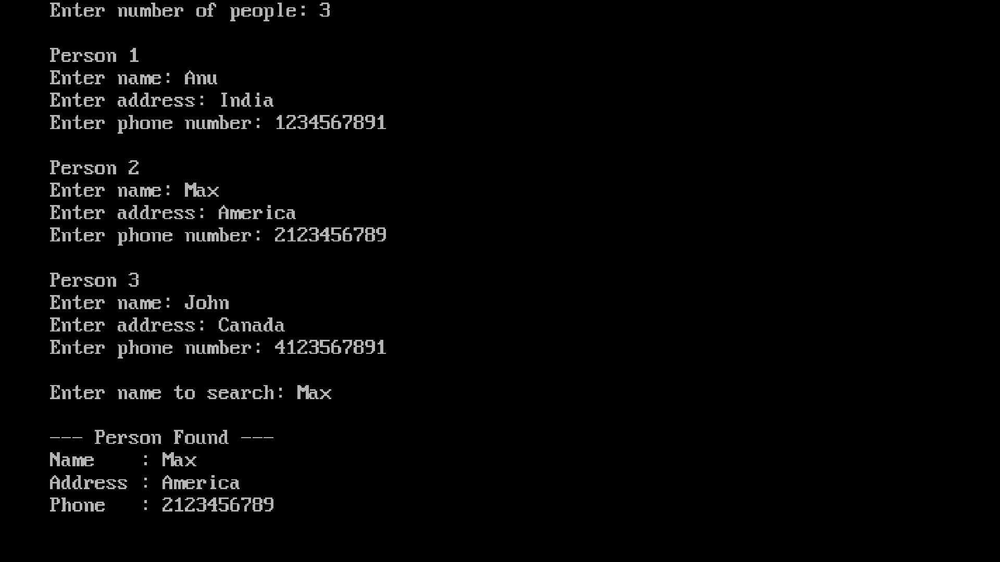 Enter number of people: 3
Person 1
Enter name: Anu
Enter address: India
Enter phone number: 1234567891
Person 2
Enter name: Max
Enter address: America
Enter phone number: 2123456789
Person 3
Enter name: John
Enter address: Canada
Enter phone number: 4123567891
Enter name to search: Max
--- Person Found ---
Name    : Max
Address : America
Phone   : 2123456789